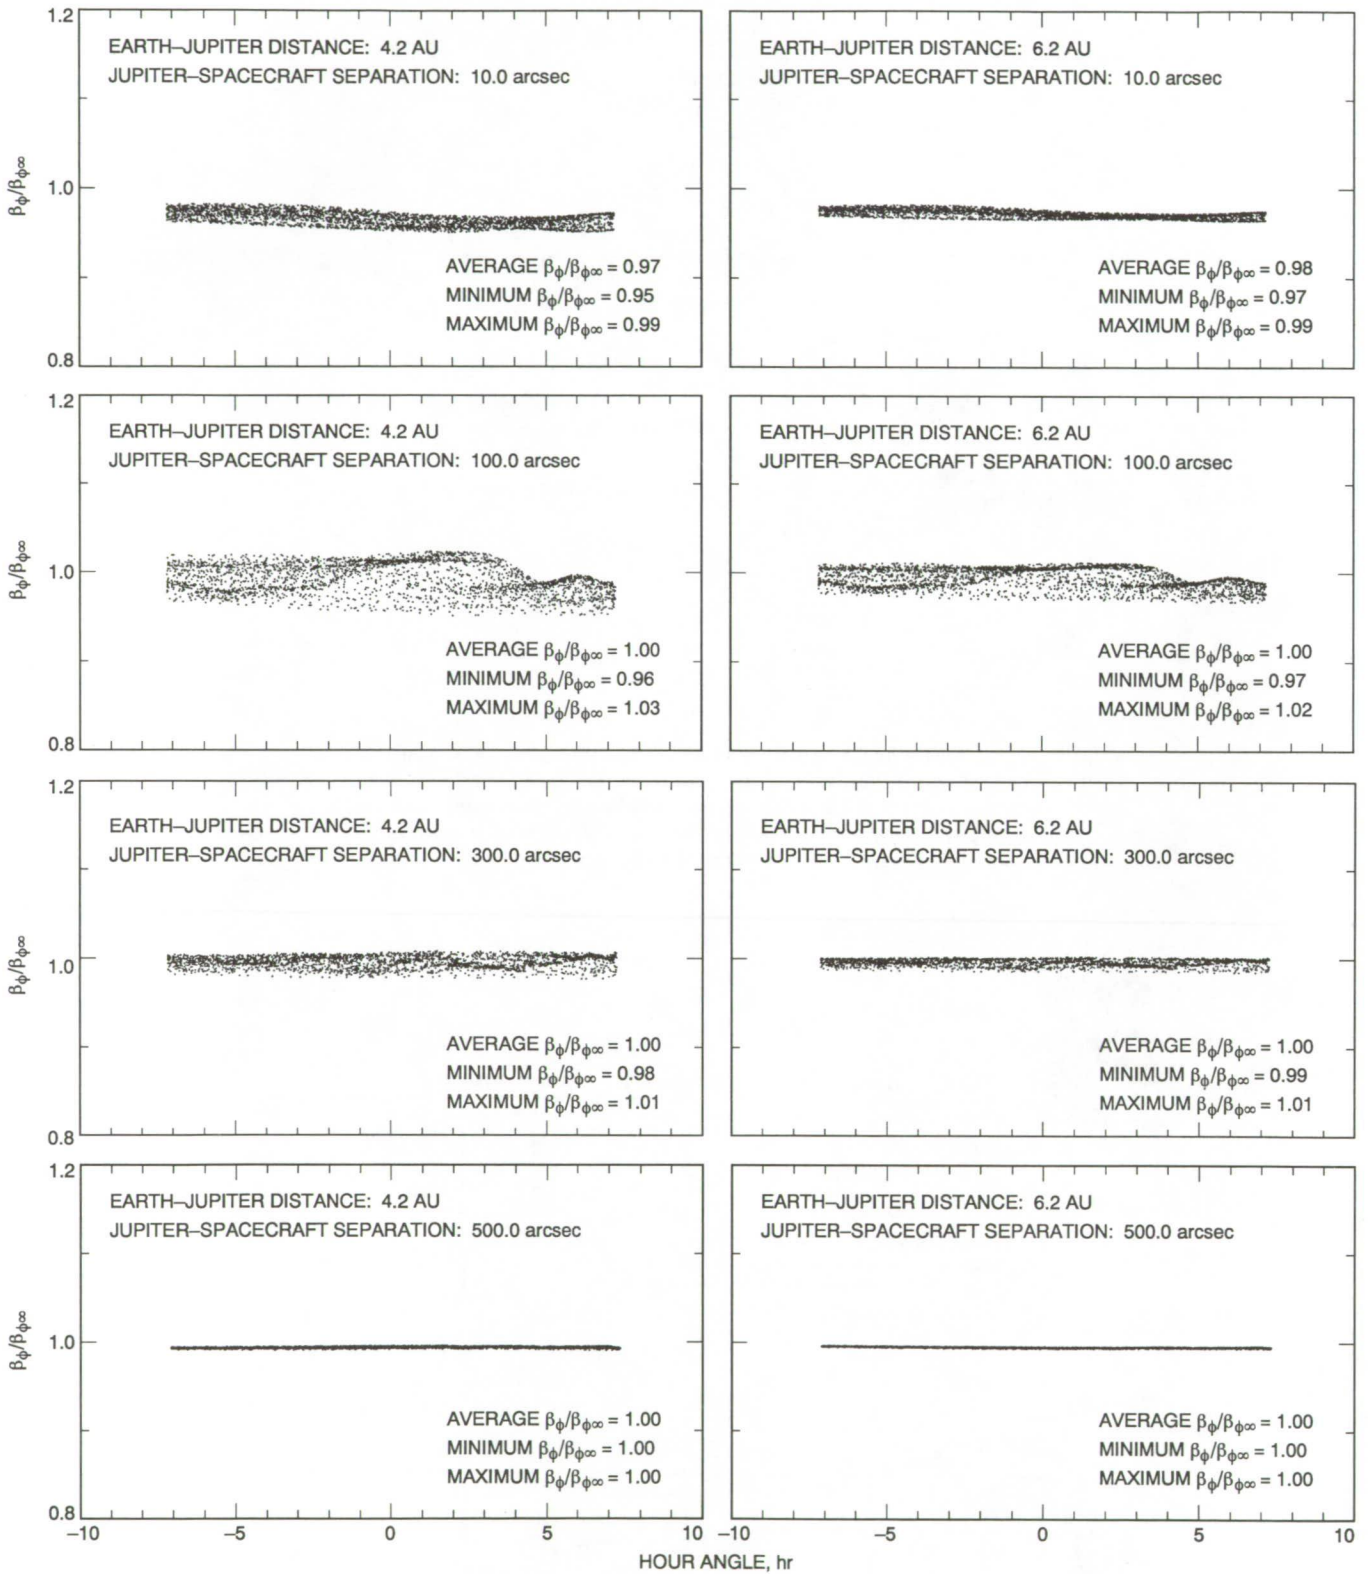 1.2
EARTH–JUPITER DISTANCE: 4.2 AU
JUPITER–SPACECRAFT SEPARATION: 10.0 arcsec
1.0
βϕ/βϕ∞
AVERAGE βϕ/βϕ∞ = 0.97
MINIMUM βϕ/βϕ∞ = 0.95
MAXIMUM βϕ/βϕ∞ = 0.99
0.8
EARTH–JUPITER DISTANCE: 6.2 AU
JUPITER–SPACECRAFT SEPARATION: 10.0 arcsec
AVERAGE βϕ/βϕ∞ = 0.98
MINIMUM βϕ/βϕ∞ = 0.97
MAXIMUM βϕ/βϕ∞ = 0.99
1.2
EARTH–JUPITER DISTANCE: 4.2 AU
JUPITER–SPACECRAFT SEPARATION: 100.0 arcsec
1.0
βϕ/βϕ∞
AVERAGE βϕ/βϕ∞ = 1.00
MINIMUM βϕ/βϕ∞ = 0.96
MAXIMUM βϕ/βϕ∞ = 1.03
0.8
EARTH–JUPITER DISTANCE: 6.2 AU
JUPITER–SPACECRAFT SEPARATION: 100.0 arcsec
AVERAGE βϕ/βϕ∞ = 1.00
MINIMUM βϕ/βϕ∞ = 0.97
MAXIMUM βϕ/βϕ∞ = 1.02
1.2
EARTH–JUPITER DISTANCE: 4.2 AU
JUPITER–SPACECRAFT SEPARATION: 300.0 arcsec
1.0
βϕ/βϕ∞
AVERAGE βϕ/βϕ∞ = 1.00
MINIMUM βϕ/βϕ∞ = 0.98
MAXIMUM βϕ/βϕ∞ = 1.01
0.8
EARTH–JUPITER DISTANCE: 6.2 AU
JUPITER–SPACECRAFT SEPARATION: 300.0 arcsec
AVERAGE βϕ/βϕ∞ = 1.00
MINIMUM βϕ/βϕ∞ = 0.99
MAXIMUM βϕ/βϕ∞ = 1.01
1.2
EARTH–JUPITER DISTANCE: 4.2 AU
JUPITER–SPACECRAFT SEPARATION: 500.0 arcsec
1.0
βϕ/βϕ∞
AVERAGE βϕ/βϕ∞ = 1.00
MINIMUM βϕ/βϕ∞ = 1.00
MAXIMUM βϕ/βϕ∞ = 1.00
0.8
EARTH–JUPITER DISTANCE: 6.2 AU
JUPITER–SPACECRAFT SEPARATION: 500.0 arcsec
AVERAGE βϕ/βϕ∞ = 1.00
MINIMUM βϕ/βϕ∞ = 1.00
MAXIMUM βϕ/βϕ∞ = 1.00
–10 –5 0 5 10
–10 –5 0 5 10
HOUR ANGLE, hr